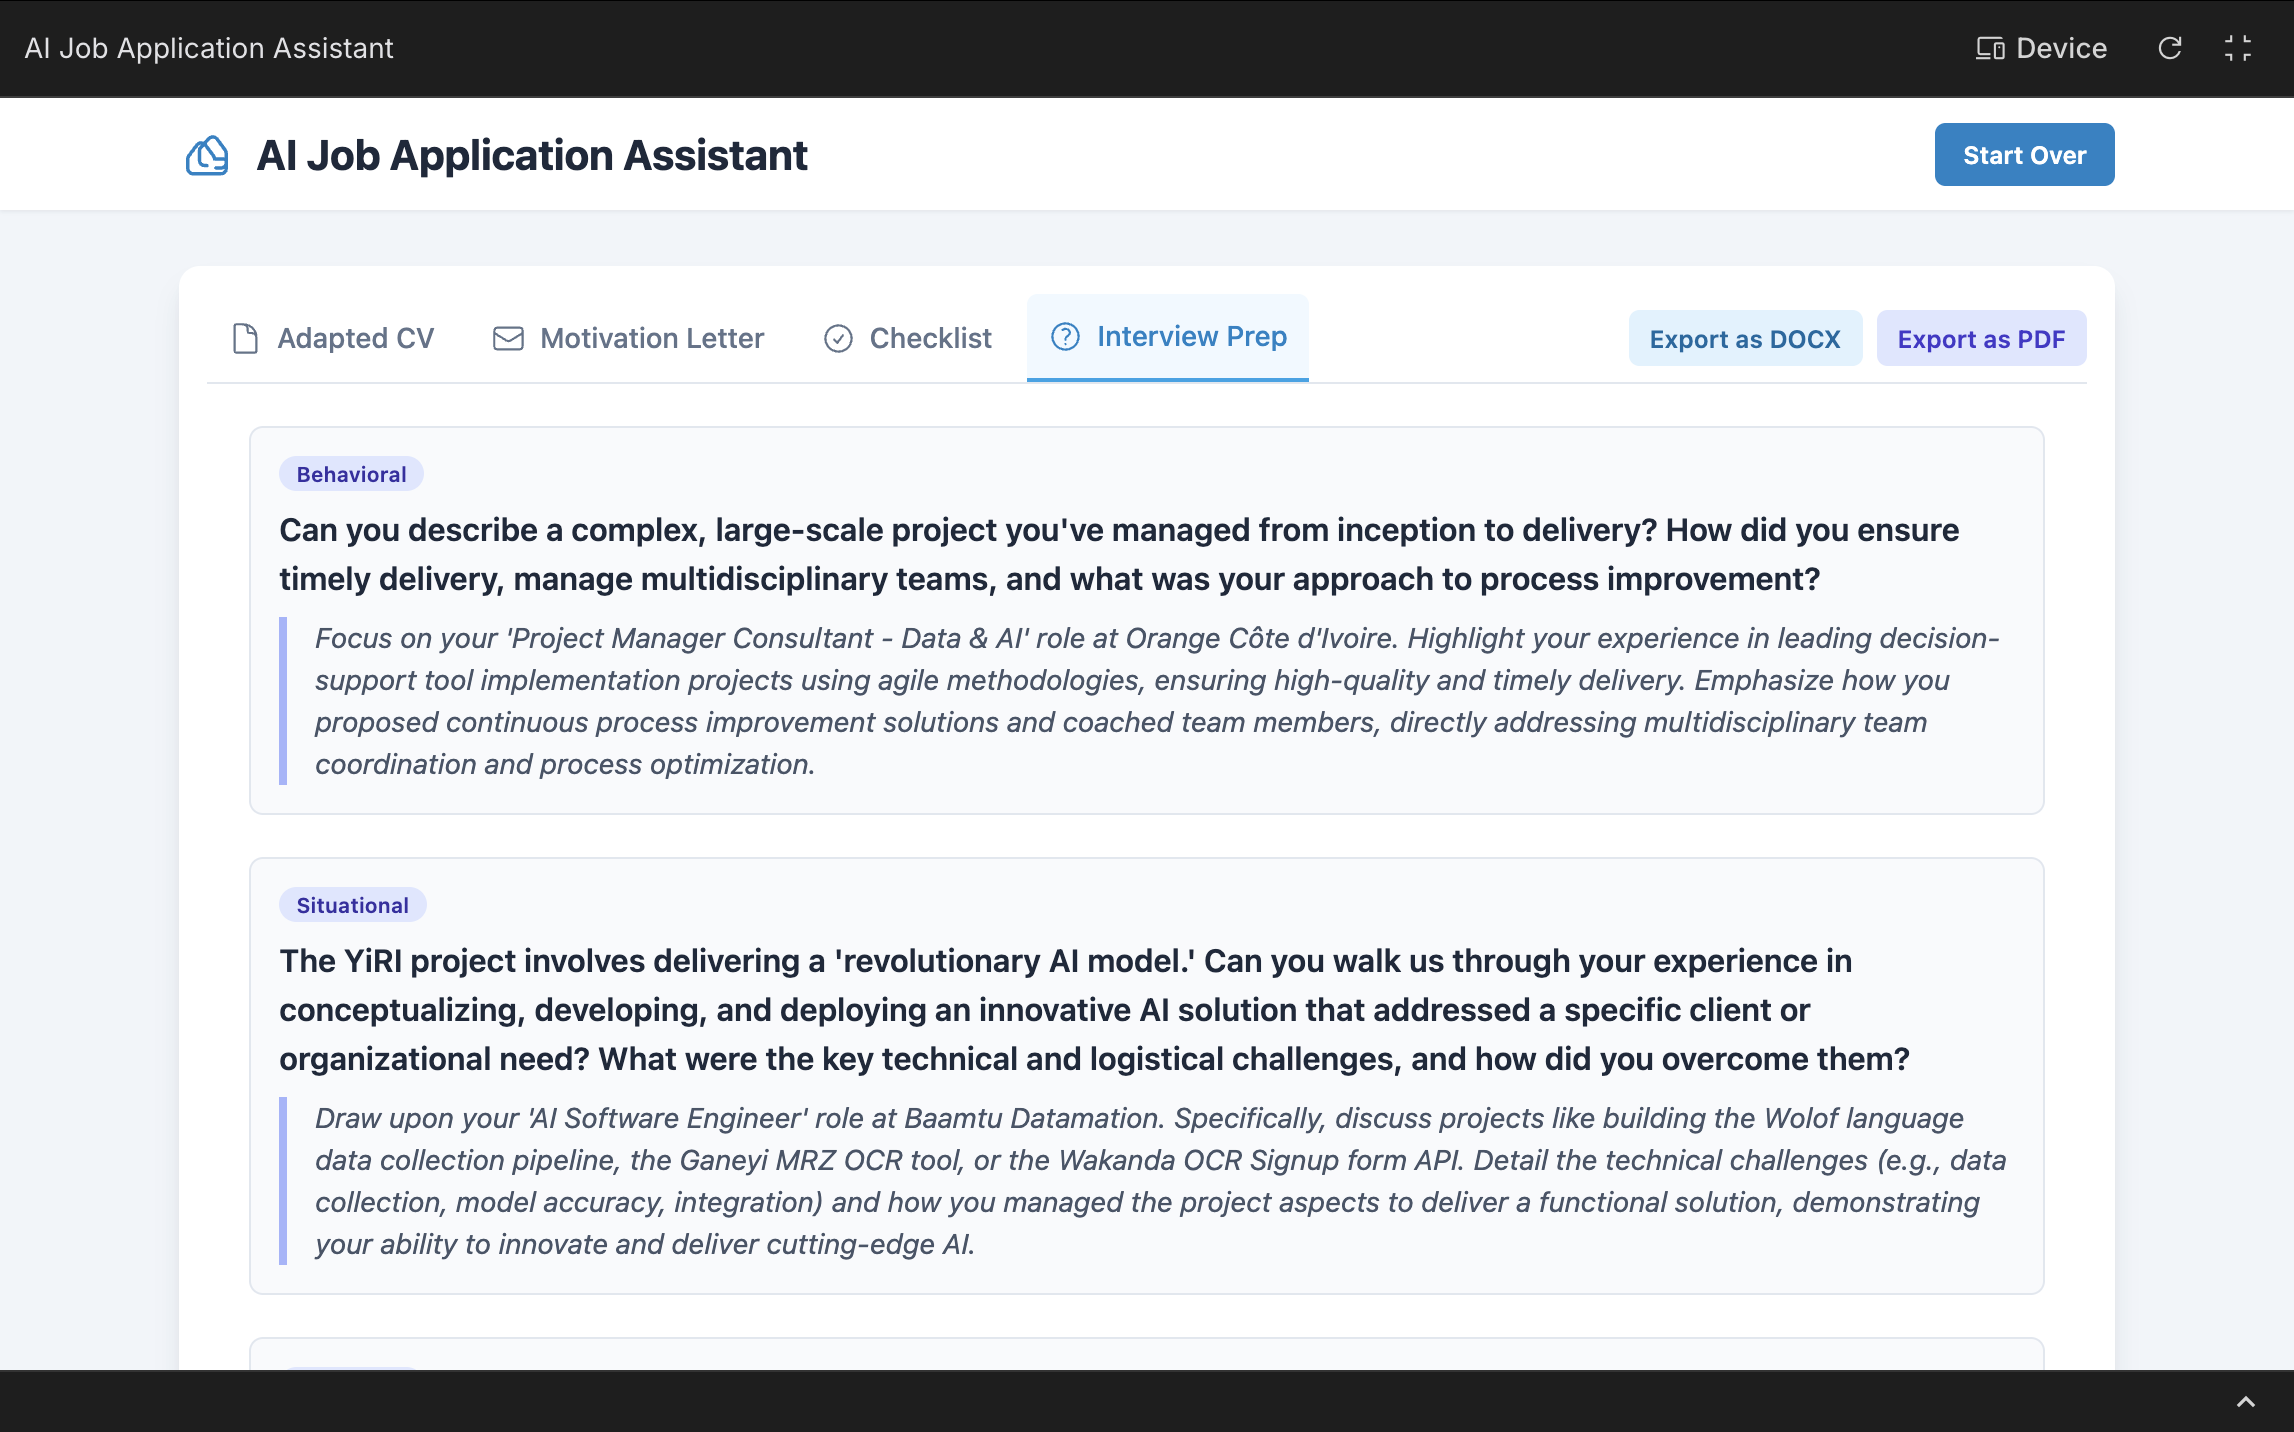 AI Job Application Assistant
Device
AI Job Application Assistant
Start Over
Adapted CV
Motivation Letter
Checklist
Interview Prep
Export as DOCX
Export as PDF
Behavioral
Can you describe a complex, large-scale project you've managed from inception to delivery? How did you ensure
timely delivery, manage multidisciplinary teams, and what was your approach to process improvement?
Focus on your 'Project Manager Consultant - Data & AI' role at Orange Côte d'Ivoire. Highlight your experience in leading decision-
support tool implementation projects using agile methodologies, ensuring high-quality and timely delivery. Emphasize how you
proposed continuous process improvement solutions and coached team members, directly addressing multidisciplinary team
coordination and process optimization.
Situational
The YiRI project involves delivering a 'revolutionary AI model.' Can you walk us through your experience in
conceptualizing, developing, and deploying an innovative AI solution that addressed a specific client or
organizational need? What were the key technical and logistical challenges, and how did you overcome them?
Draw upon your 'AI Software Engineer' role at Baamtu Datamation. Specifically, discuss projects like building the Wolof language
data collection pipeline, the Ganeyi MRZ OCR tool, or the Wakanda OCR Signup form API. Detail the technical challenges (e.g., data
collection, model accuracy, integration) and how you managed the project aspects to deliver a functional solution, demonstrating
your ability to innovate and deliver cutting-edge AI.